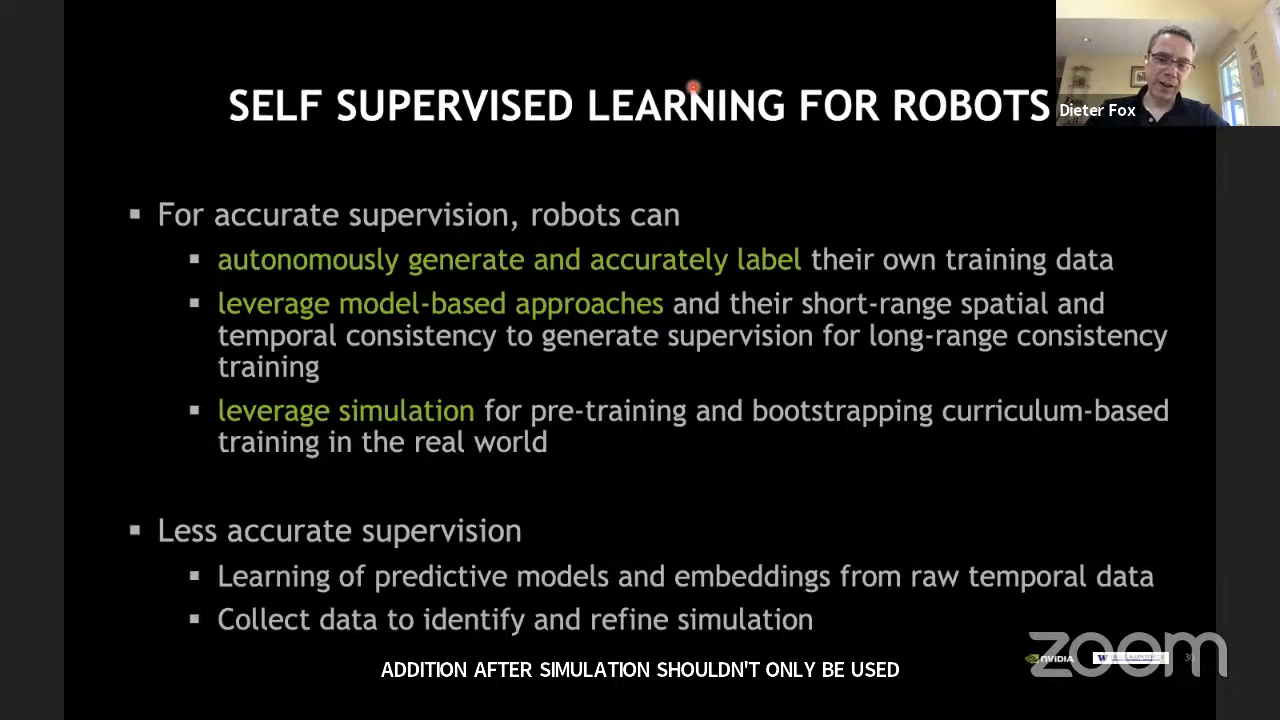 SELF SUPERVISED LEARNING FOR ROBOTS
Dieter Fox
▪ For accurate supervision, robots can
▪ autonomously generate and accurately label their own training data
▪ leverage model-based approaches and their short-range spatial and
temporal consistency to generate supervision for long-range consistency
training
▪ leverage simulation for pre-training and bootstrapping curriculum-based
training in the real world
▪ Less accurate supervision
▪ Learning of predictive models and embeddings from raw temporal data
▪ Collect data to identify and refine simulation
NVIDIA
W
zoom
ADDITION AFTER SIMULATION SHOULDN'T ONLY BE USED